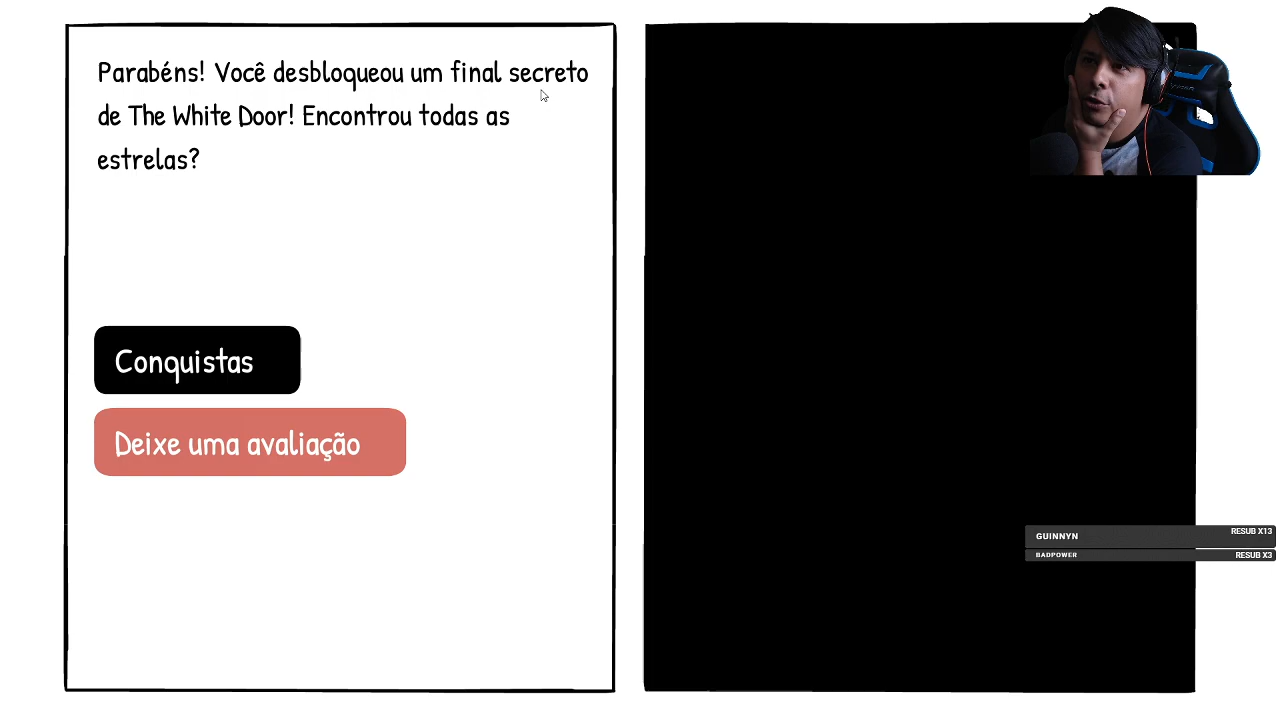 Parabéns! Você desbloqueou um final secreto
de The White Door! Encontrou todas as
estrelas?
Conquistas
Deixe uma avaliação
GUINNYN RESUB X13
BADPOWER RESUB X3